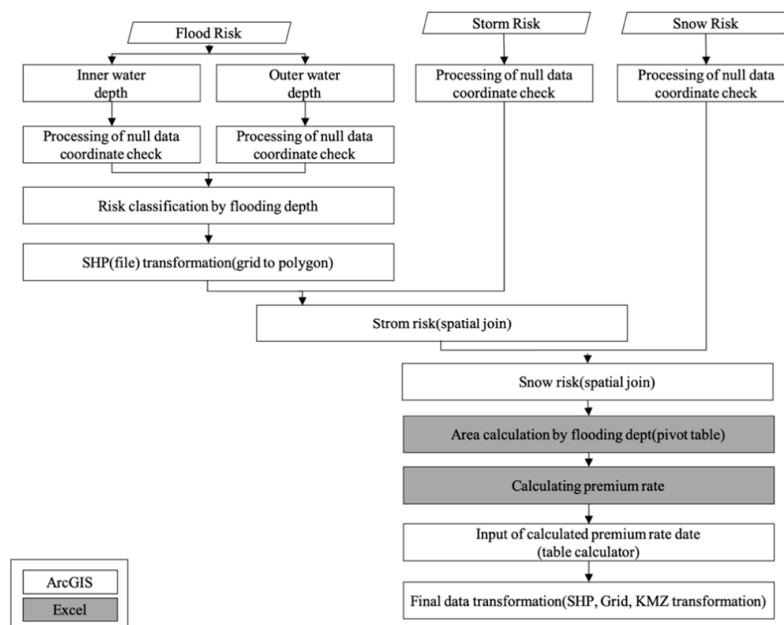 Flood Risk
Storm Risk
Snow Risk
Inner water
depth
Outer water
depth
Processing of null data
coordinate check
Processing of null data
coordinate check
Processing of null data
coordinate check
Processing of null data
coordinate check
Risk classification by flooding depth
SHP(file) transformation(grid to polygon)
Strom risk(spatial join)
Snow risk(spatial join)
Area calculation by flooding dept(pivot table)
Calculating premium rate
Input of calculated premium rate date
(table calculator)
Final data transformation(SHP, Grid, KMZ transformation)
ArcGIS
Excel